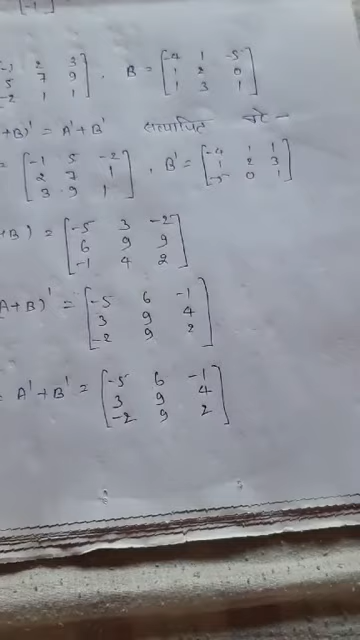 -1]
-1 2 3
5 7 9
-2 1 1 ], B = [ -4 1 -5
1 2 0
1 3 1 ]
+B)' = A' + B' सत्यापित करे -
= [ -1 5 -2
2 7 1
3 9 1 ], B' = [ -4 1 1
1 2 3
-5 0 1 ]
+B) = [ -5 3 -2
6 9 9
-1 4 2 ]
A+B)' = [ -5 6 -1
3 9 4
-2 9 2 ]
= A' + B' = [ -5 6 -1
3 9 4
-2 9 2 ]